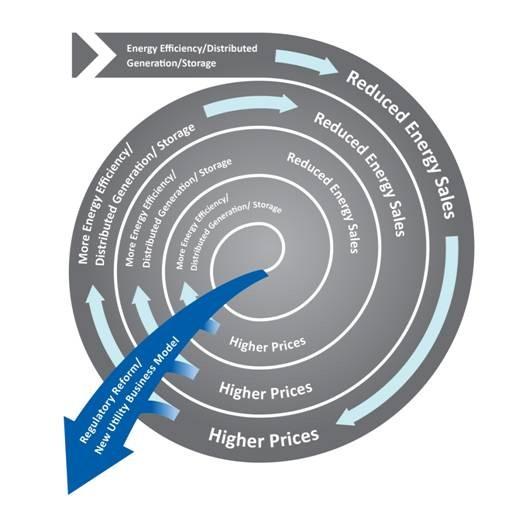 Energy Efficiency/Distributed
Generation/Storage
Reduced Energy Sales
Higher Prices
More Energy Efficiency/
Distributed Generation/ Storage
Reduced Energy Sales
Higher Prices
More Energy Efficiency/
Distributed Generation/ Storage
Reduced Energy Sales
Higher Prices
More Energy Efficiency/
Distributed Generation/ Storage
Regulatory Reform/
New Utility Business Model/